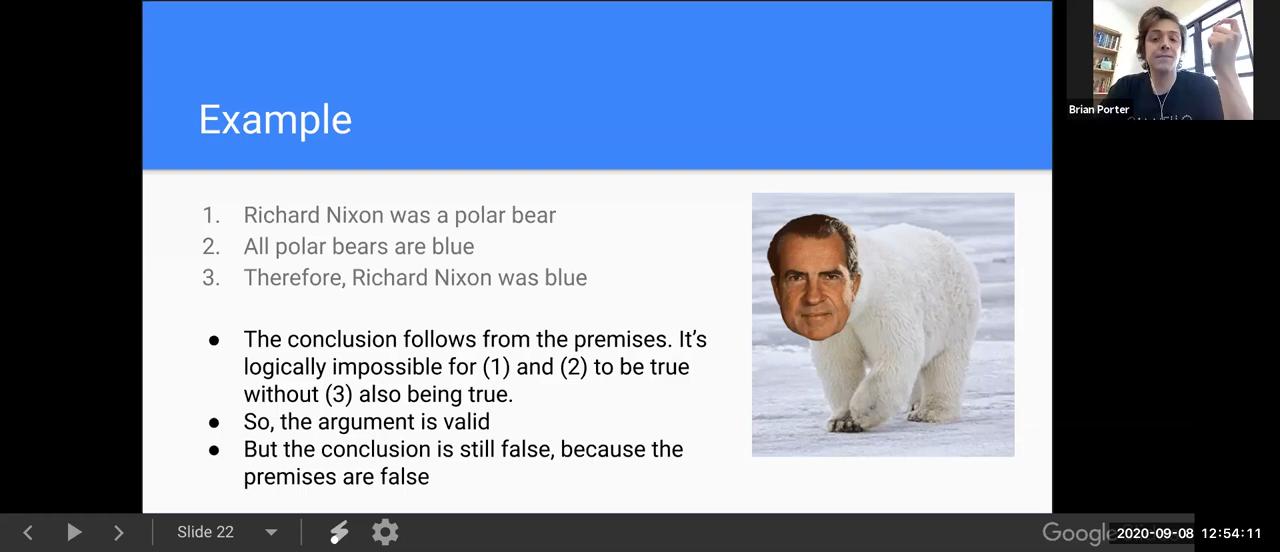 Example
Brian Porter
1. Richard Nixon was a polar bear
2. All polar bears are blue
3. Therefore, Richard Nixon was blue
● The conclusion follows from the premises. It's
logically impossible for (1) and (2) to be true
without (3) also being true.
● So, the argument is valid
● But the conclusion is still false, because the
premises are false
Slide 22
Google
2020-09-08 12:54:11